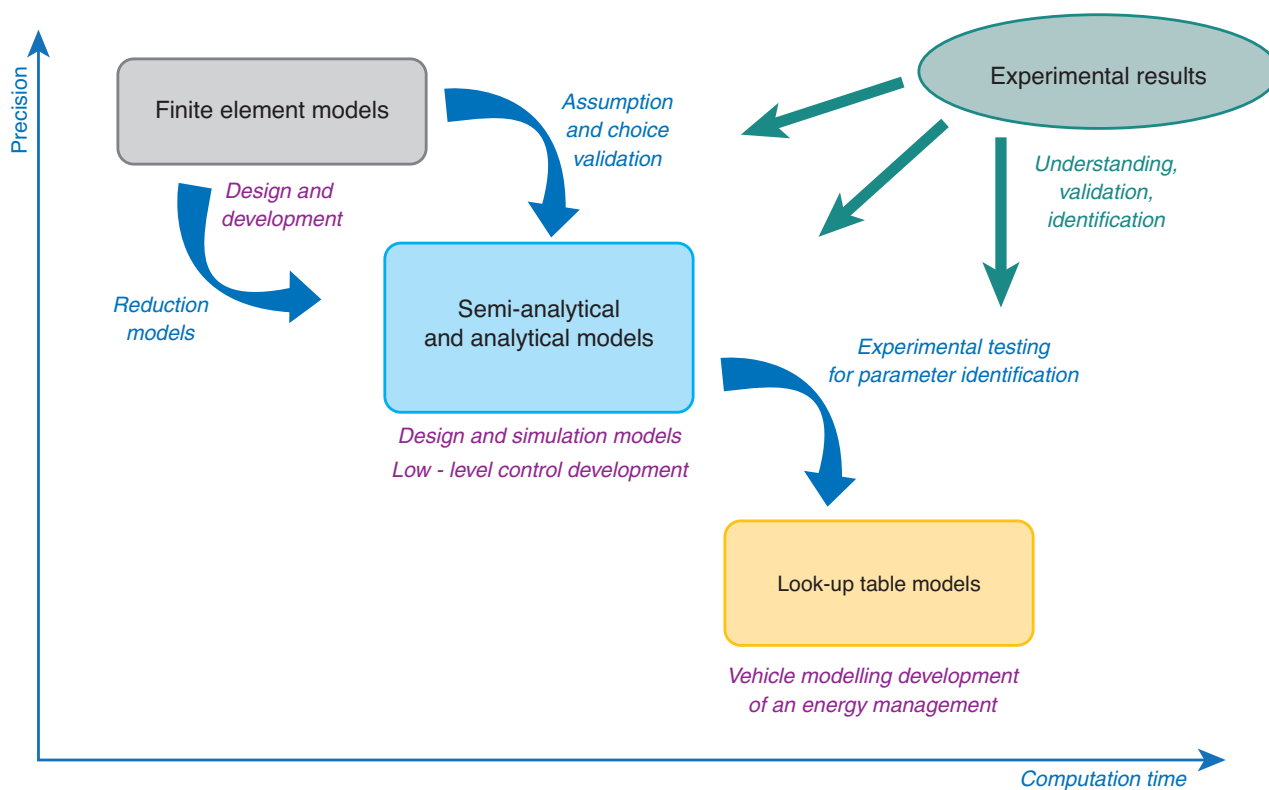 Precision
Finite element models
Design and
development
Reduction
models
Assumption
and choice
validation
Experimental results
Understanding,
validation,
identification
Semi-analytical
and analytical models
Design and simulation models
Low - level control development
Experimental testing
for parameter identification
Look-up table models
Vehicle modelling development
of an energy management
Computation time